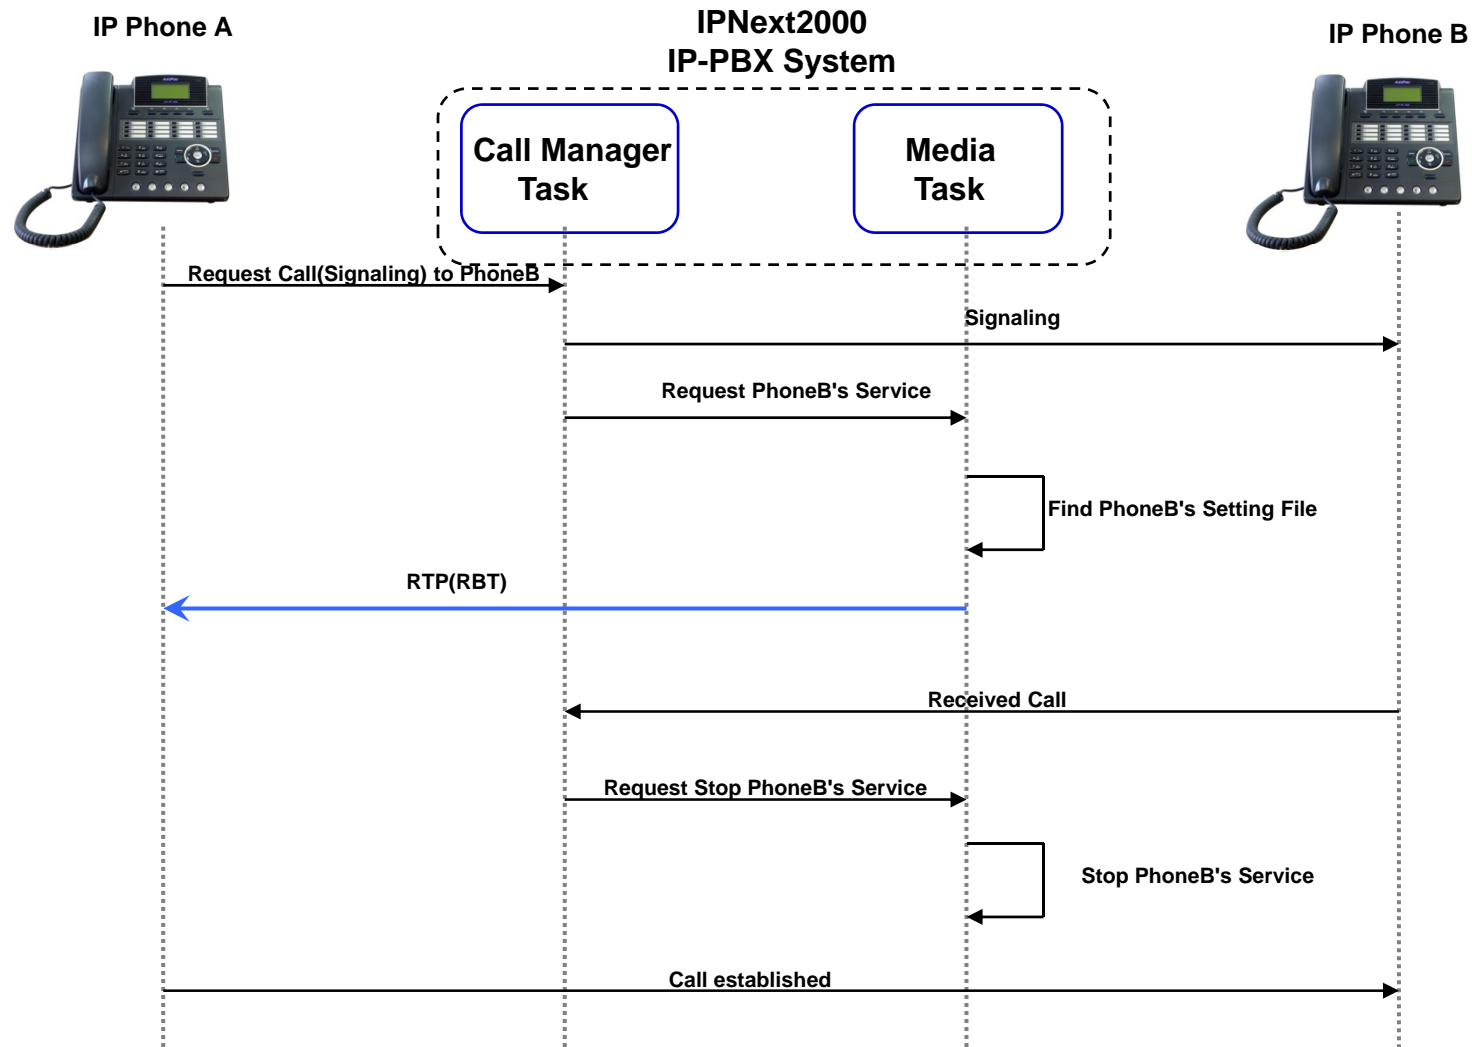 IP Phone A
IPNext2000
IP-PBX System
IP Phone B
Call Manager
Task
Media
Task
Request Call(Signaling) to PhoneB
Signaling
Request PhoneB's Service
Find PhoneB's Setting File
RTP(RBT)
Received Call
Request Stop PhoneB's Service
Stop PhoneB's Service
Call established